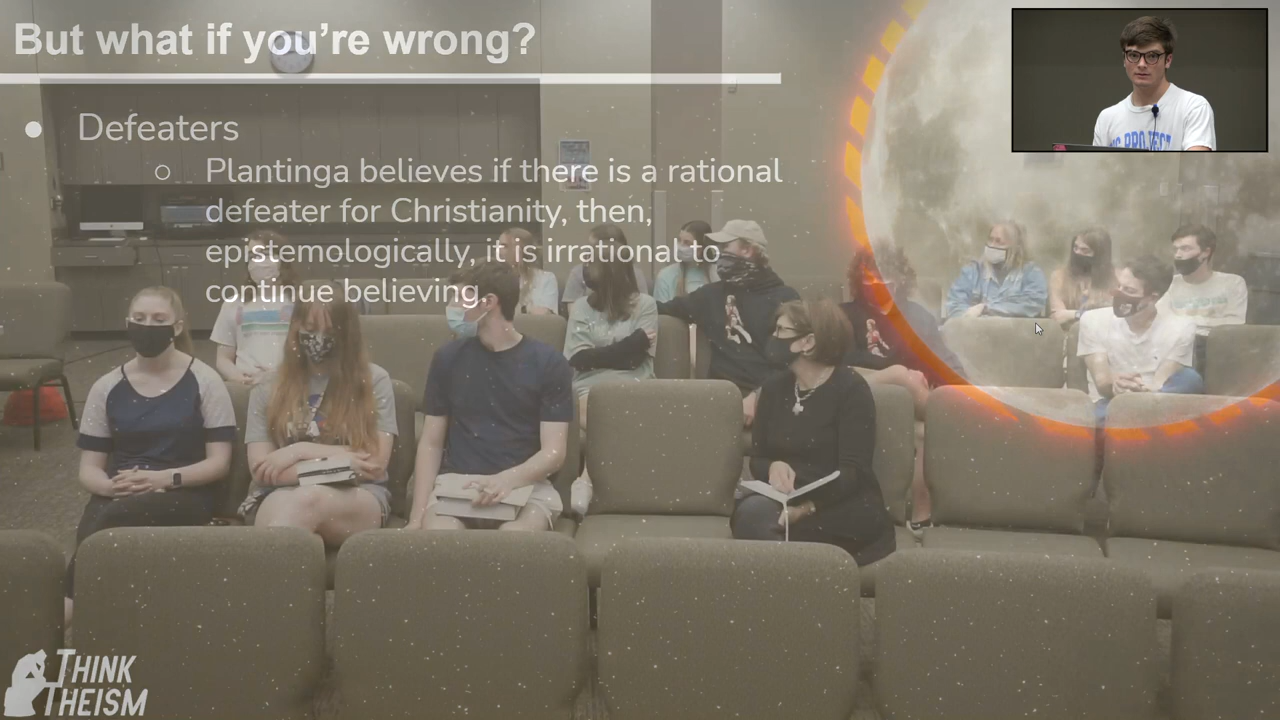 But what if you're wrong?
Defeaters
Plantinga believes if there is a rational
defeater for Christianity, then,
epistemologically, it is irrational to
continue believing.
PROJECT
THINK
THEISM